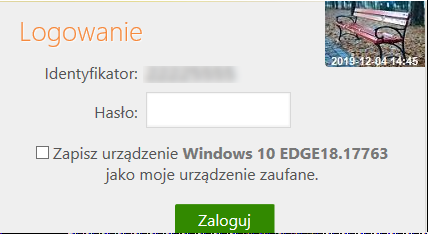 Logowanie
2019-12-04 14:45
Identyfikator:
Hasło:
Zapisz urządzenie Windows 10 EDGE18.17763
jako moje urządzenie zaufane.
Zaloguj